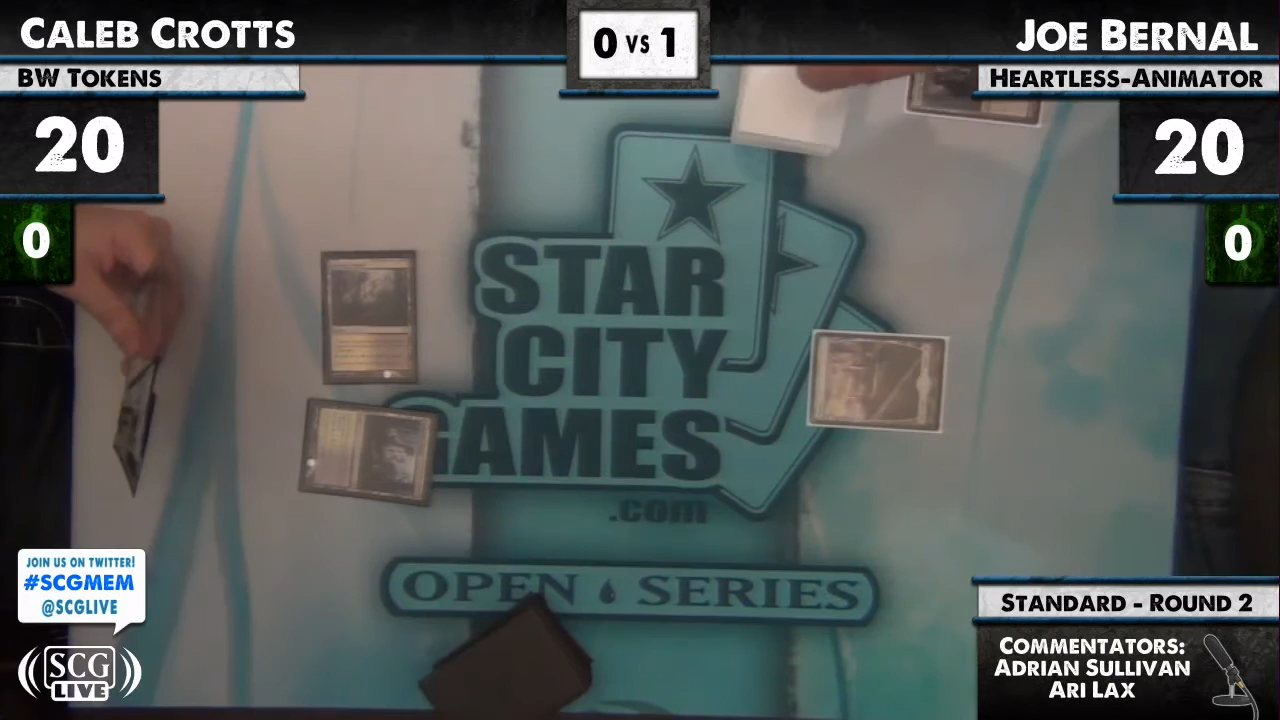 CALEB CROTTS
0 VS 1
JOE BERNAL
BW TOKENS
HEARTLESS-ANIMATOR
20
20
0
0
STAR
CITY
GAMES
.com
OPEN SERIES
JOIN US ON TWITTER!
#SCGMEM
@SCGLIVE
SCG
LIVE
STANDARD - ROUND 2
COMMENTATORS:
ADRIAN SULLIVAN
ARI LAX